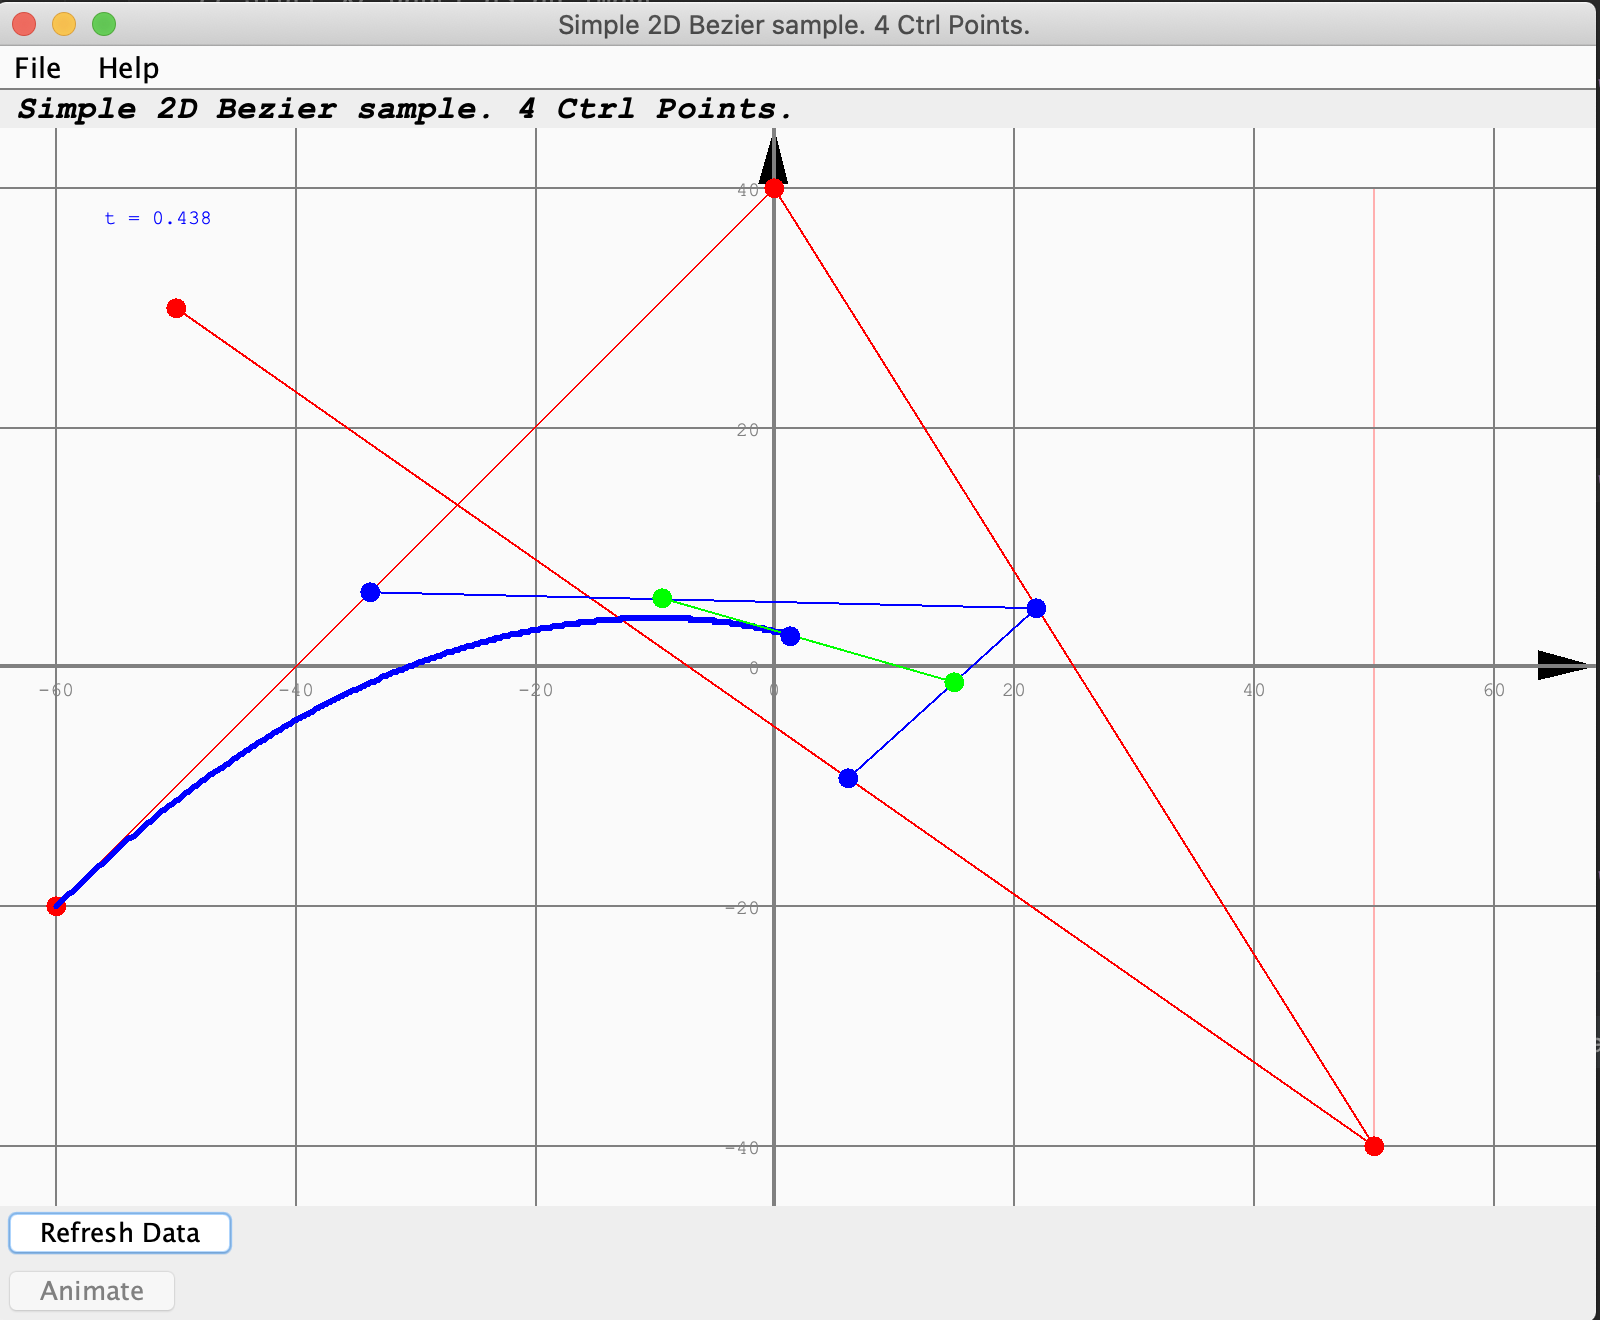 Simple 2D Bezier sample. 4 Ctrl Points.
File Help
Simple 2D Bezier sample. 4 Ctrl Points.
40
t = 0.438
20
0
-60 -40 -20 0 20 40 60
-20
-40
Refresh Data
Animate